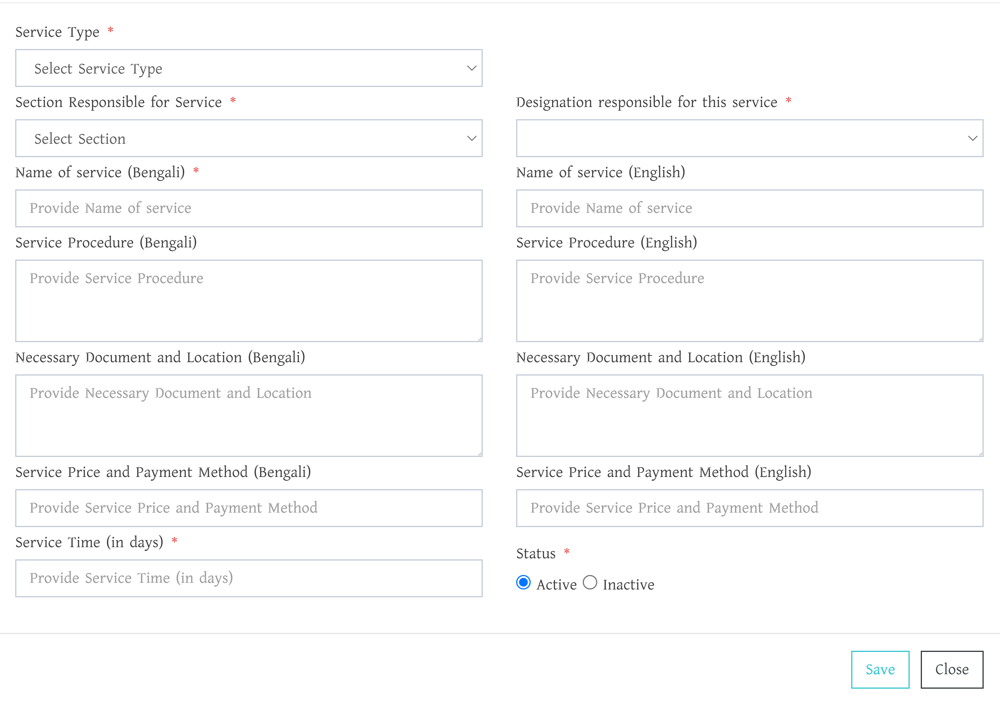 Service Type *
Select Service Type
Section Responsible for Service *
Designation responsible for this service *
Select Section
Name of service (Bengali) *
Name of service (English)
Provide Name of service
Provide Name of service
Service Procedure (Bengali)
Service Procedure (English)
Provide Service Procedure
Provide Service Procedure
Necessary Document and Location (Bengali)
Necessary Document and Location (English)
Provide Necessary Document and Location
Provide Necessary Document and Location
Service Price and Payment Method (Bengali)
Service Price and Payment Method (English)
Provide Service Price and Payment Method
Provide Service Price and Payment Method
Service Time (in days) *
Status *
Provide Service Time (in days)
Active Inactive
Save Close